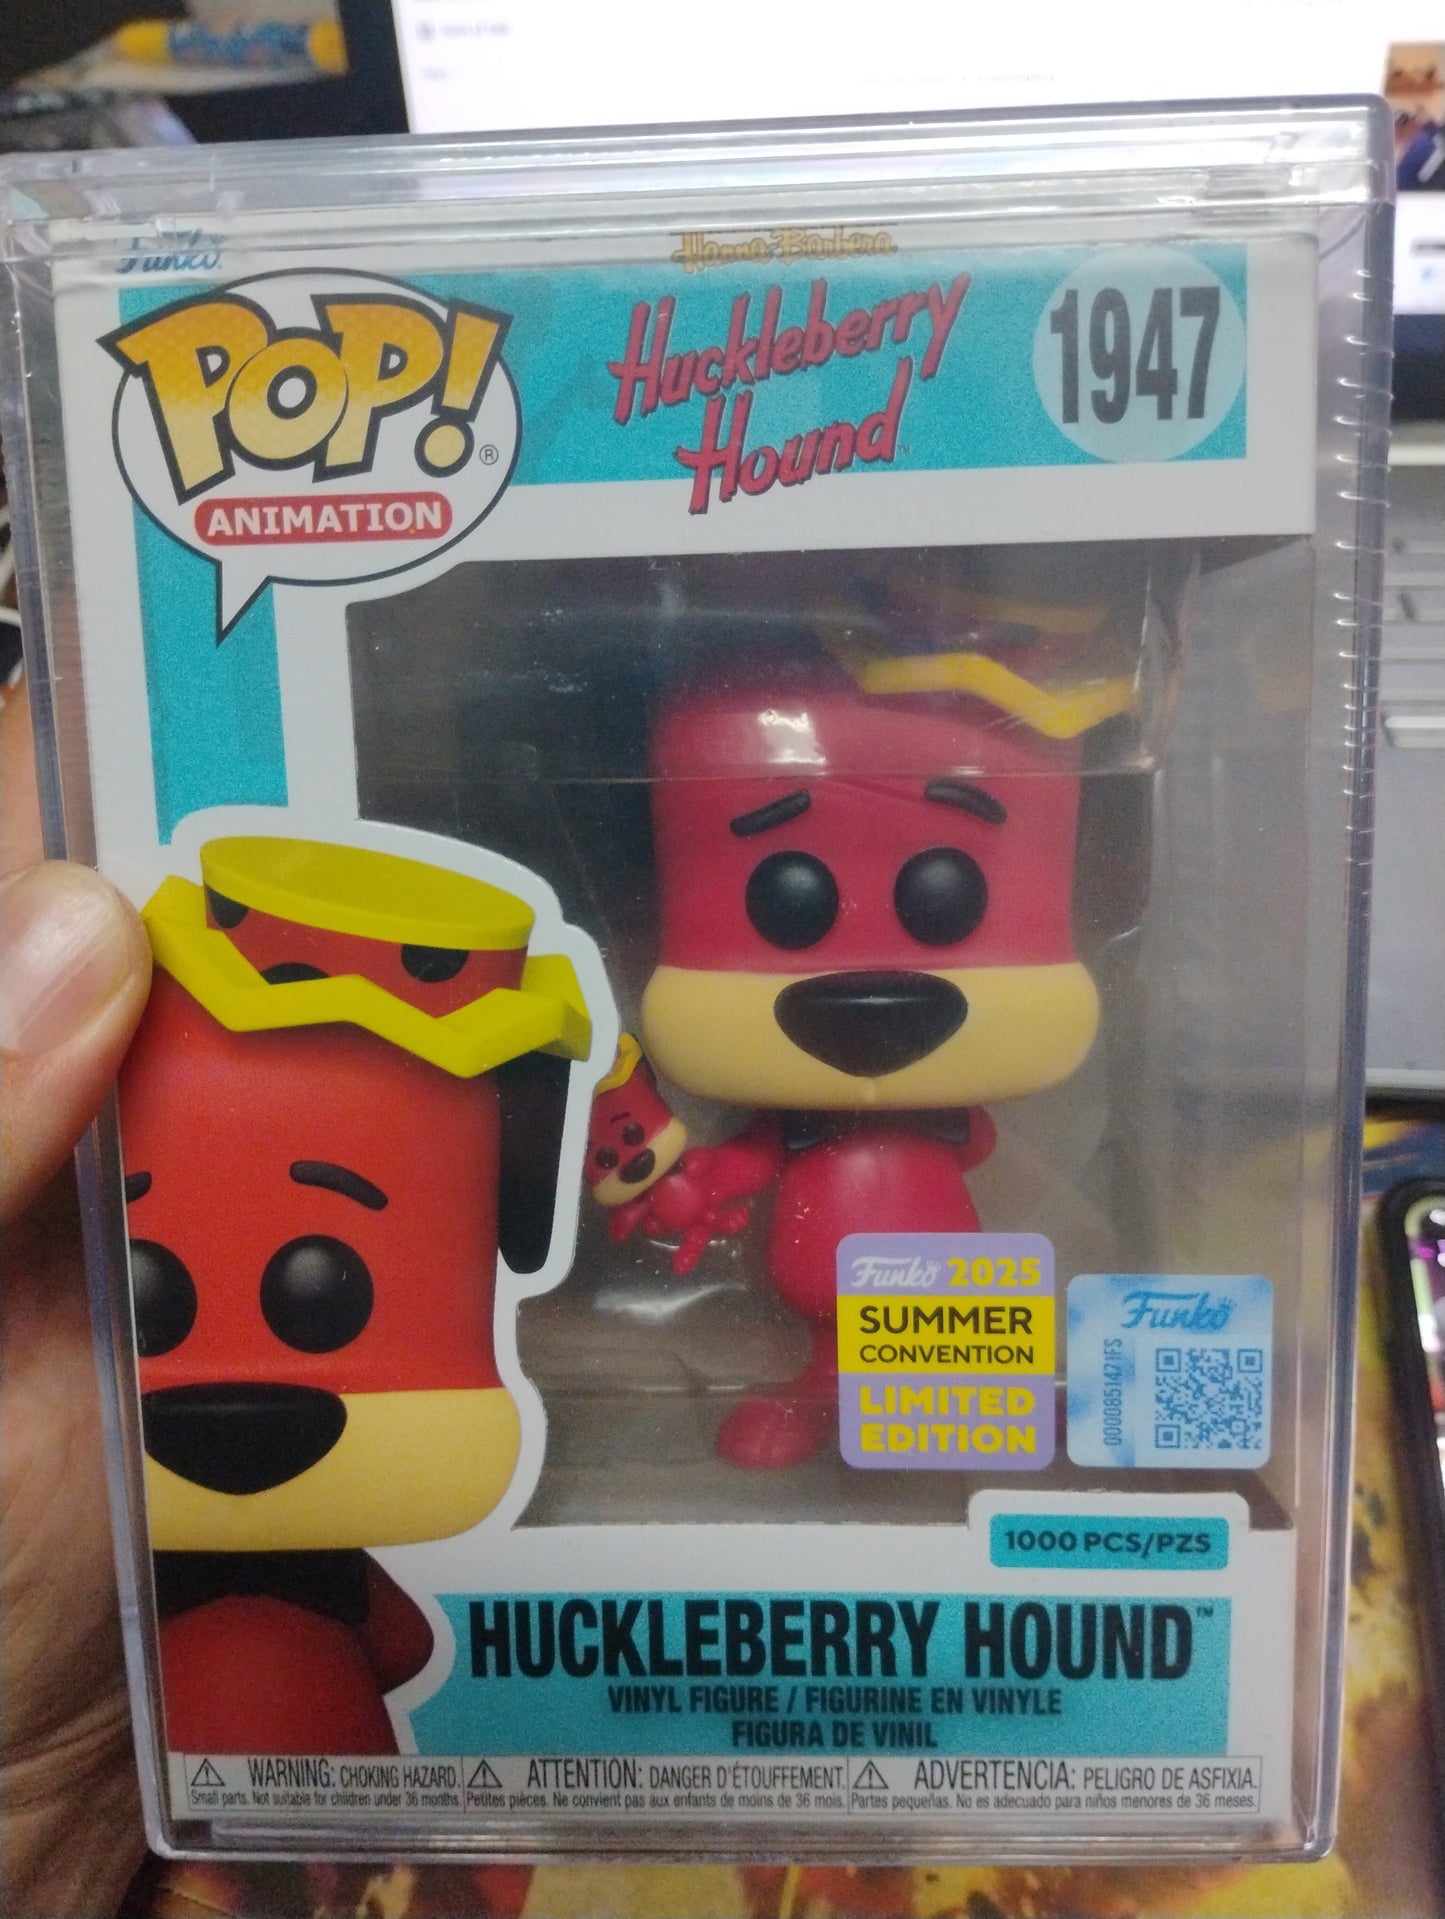 Funko
Hanna-Barbera
POP!®
ANIMATION
Huckleberry
Hound
1947
Funko 2025
SUMMER
CONVENTION
LIMITED
EDITION
Funko
0000851471FS
1000 PCS/PZS
HUCKLEBERRY HOUND™
VINYL FIGURE / FIGURINE EN VINYLE
FIGURA DE VINIL
WARNING: CHOKING HAZARD.
Small parts. Not suitable for children under 36 months.
ATTENTION: DANGER D'ÉTOUFFEMENT.
Petites pièces. Ne convient pas aux enfants de moins de 36 mois.
ADVERTENCIA: PELIGRO DE ASFIXIA.
Partes pequeñas. No es adecuado para niños menores de 36 meses.